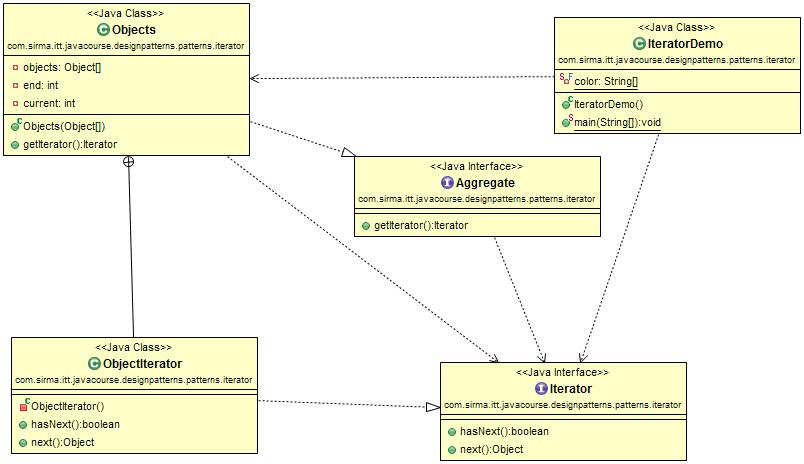 <<Java Class>>
Objects
com.sirma.itt.javacourse.designpatterns.patterns.iterator
objects: Object[]
end: int
current: int
Objects(Object[])
getIterator():Iterator
<<Java Class>>
IteratorDemo
com.sirma.itt.javacourse.designpatterns.patterns.iterator
color: String[]
IteratorDemo()
main(String[]):void
<<Java Interface>>
Aggregate
com.sirma.itt.javacourse.designpatterns.patterns.iterator
getIterator():Iterator
<<Java Class>>
ObjectIterator
com.sirma.itt.javacourse.designpatterns.patterns.iterator
ObjectIterator()
hasNext():boolean
next():Object
<<Java Interface>>
Iterator
com.sirma.itt.javacourse.designpatterns.patterns.iterator
hasNext():boolean
next():Object